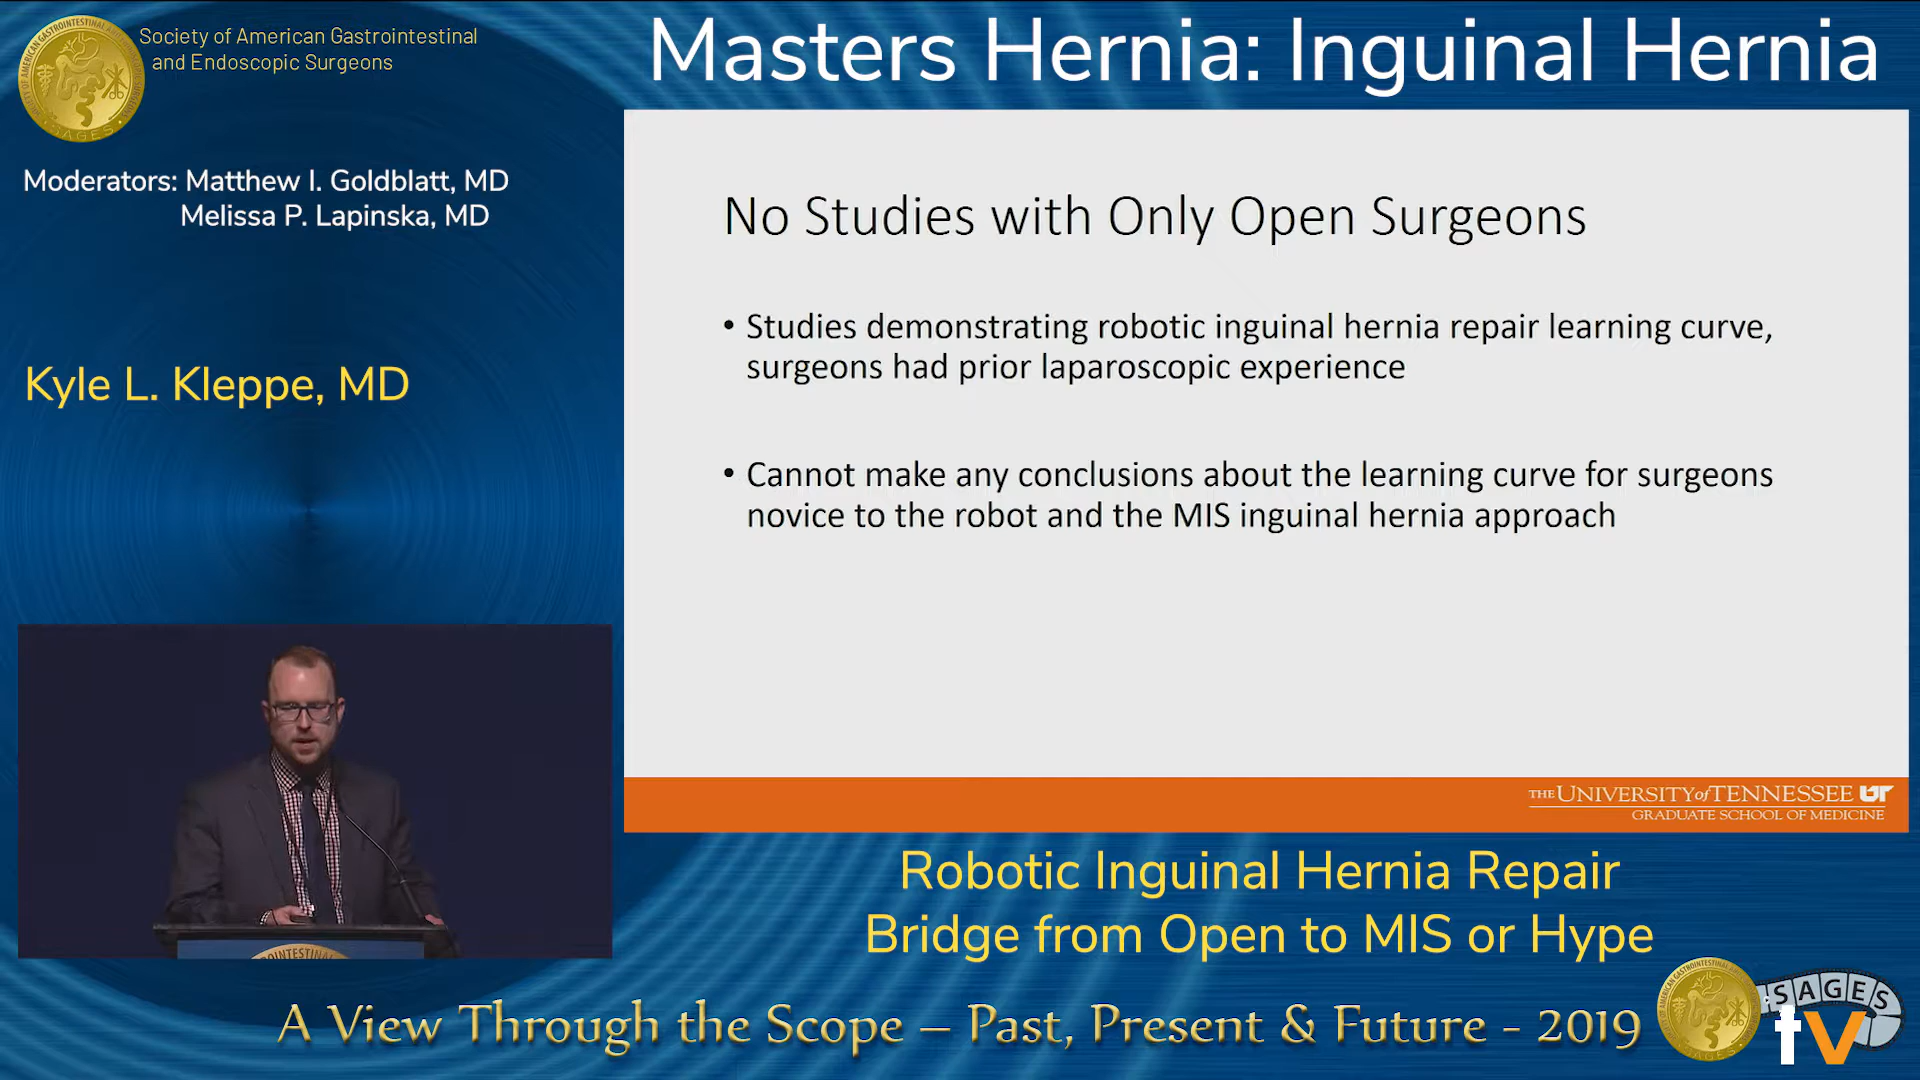 Society of American Gastrointestinal
and Endoscopic Surgeons
SAGES
Masters Hernia: Inguinal Hernia
Moderators: Matthew I. Goldblatt, MD
Melissa P. Lapinska, MD
Kyle L. Kleppe, MD
No Studies with Only Open Surgeons
• Studies demonstrating robotic inguinal hernia repair learning curve,
surgeons had prior laparoscopic experience
• Cannot make any conclusions about the learning curve for surgeons
novice to the robot and the MIS inguinal hernia approach
THE UNIVERSITY of TENNESSEE UT
GRADUATE SCHOOL OF MEDICINE
Robotic Inguinal Hernia Repair
Bridge from Open to MIS or Hype
A View Through the Scope – Past, Present & Future - 2019
SAGES
tv